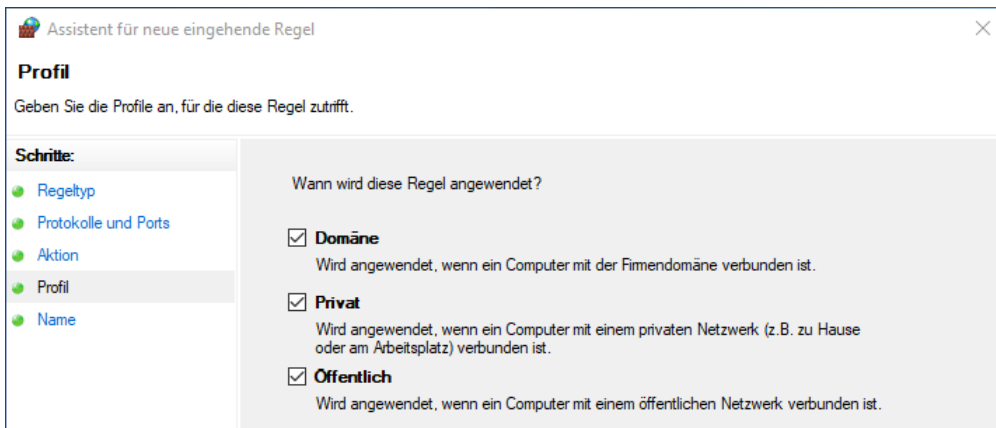 Assistent für neue eingehende Regel
Profil
Geben Sie die Profile an, für die diese Regel zutrifft.
Schritte:
Regeltyp
Protokolle und Ports
Aktion
Profil
Name
Wann wird diese Regel angewendet?
Domäne
Wird angewendet, wenn ein Computer mit der Firmendomäne verbunden ist.
Privat
Wird angewendet, wenn ein Computer mit einem privaten Netzwerk (z.B. zu Hause
oder am Arbeitsplatz) verbunden ist.
Öffentlich
Wird angewendet, wenn ein Computer mit einem öffentlichen Netzwerk verbunden ist.